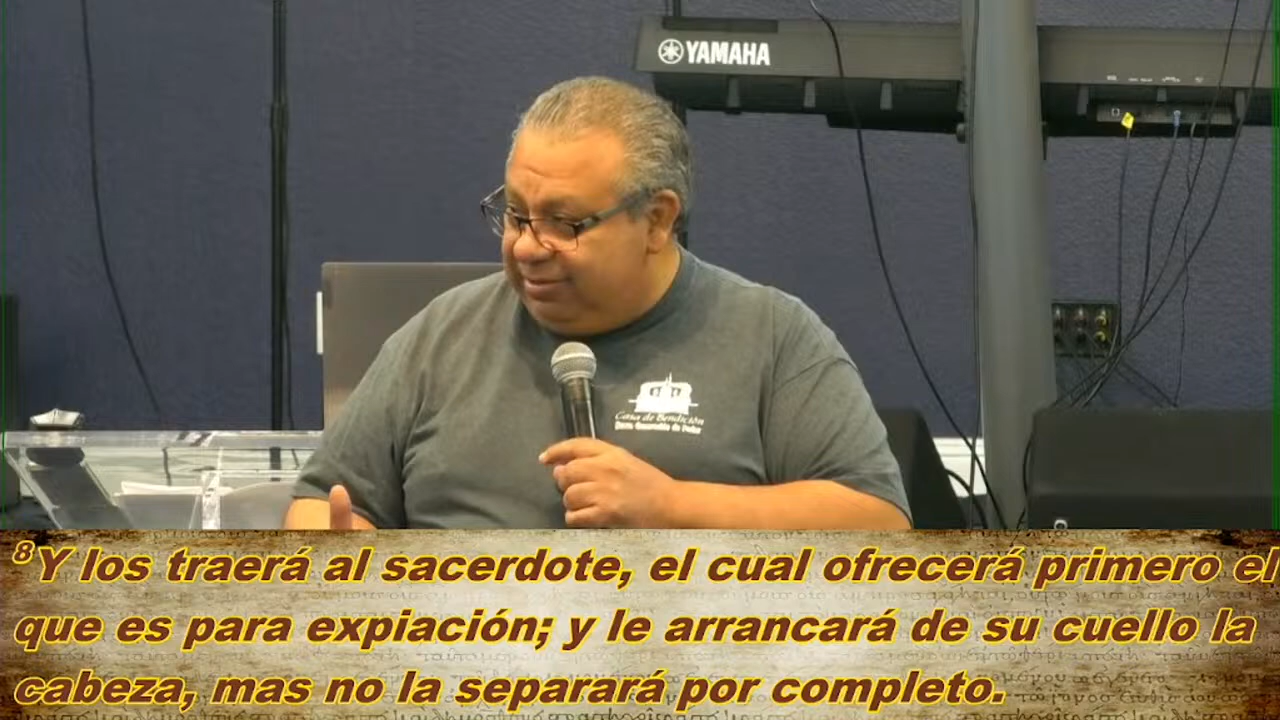 YAMAHA
Casa de Bendición
⁸Y los traerá al sacerdote, el cual ofrecerá primero el
que es para expiación; y le arrancará de su cuello la
cabeza, mas no la separará por completo.